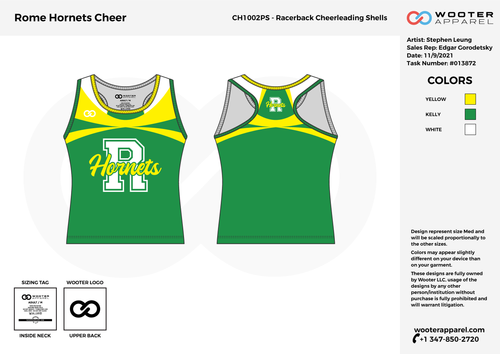 Rome Hornets Cheer
CH1002PS - Racerback Cheerleading Shells
WOOTER
APPAREL
Artist: Stephen Leung
Sales Rep: Edgar Gorodetsky
Date: 11/9/2021
Task Number: #013872
COLORS
YELLOW
KELLY
WHITE
WOOTER
R
Hornets
R
Hornets
Design represent size Med and
will be scaled proportionally to
the other sizes.
Colors may appear slightly
different on your device than
on your garment.
These designs are fully owned
by Wooter LLC. usage of the
designs by any other
person/institution without
purchase is fully prohibited and
will warrant litigation.
SIZING TAG
WOOTER LOGO
WOOTER
INSIDE NECK
UPPER BACK
wooterapparel.com
+1 347-850-2720